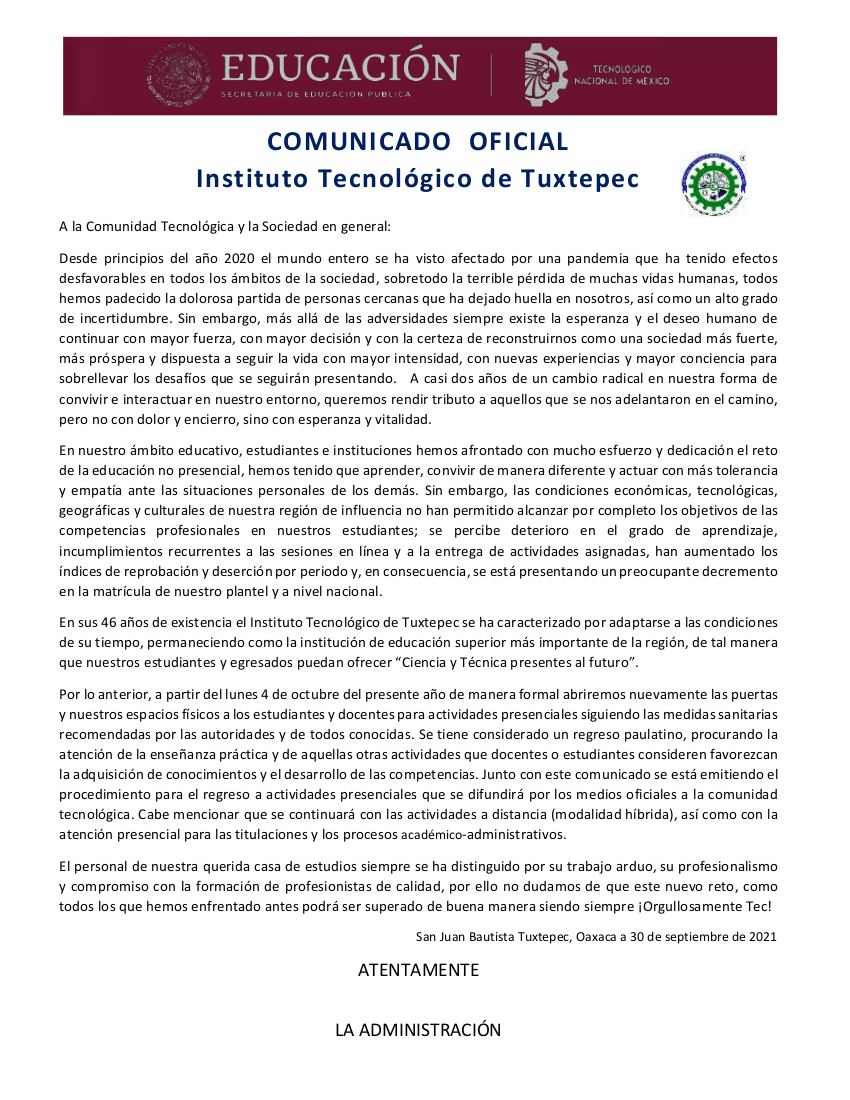 EDUCACIÓN
SECRETARÍA DE EDUCACIÓN PÚBLICA
TECNOLÓGICO
NACIONAL DE MÉXICO
COMUNICADO OFICIAL
Instituto Tecnológico de Tuxtepec
A la Comunidad Tecnológica y la Sociedad en general:
Desde principios del año 2020 el mundo entero se ha visto afectado por una pandemia que ha tenido efectos
desfavorables en todos los ámbitos de la sociedad, sobretodo la terrible pérdida de muchas vidas humanas, todos
hemos padecido la dolorosa partida de personas cercanas que ha dejado huella en nosotros, así como un alto grado
de incertidumbre. Sin embargo, más allá de las adversidades siempre existe la esperanza y el deseo humano de
continuar con mayor fuerza, con mayor decisión y con la certeza de reconstruirnos como una sociedad más fuerte,
más próspera y dispuesta a seguir la vida con mayor intensidad, con nuevas experiencias y mayor conciencia para
sobrellevar los desafíos que se seguirán presentando. A casi dos años de un cambio radical en nuestra forma de
convivir e interactuar en nuestro entorno, queremos rendir tributo a aquellos que se nos adelantaron en el camino,
pero no con dolor y encierro, sino con esperanza y vitalidad.
En nuestro ámbito educativo, estudiantes e instituciones hemos afrontado con mucho esfuerzo y dedicación el reto
de la educación no presencial, hemos tenido que aprender, convivir de manera diferente y actuar con más tolerancia
y empatía ante las situaciones personales de los demás. Sin embargo, las condiciones económicas, tecnológicas,
geográficas y culturales de nuestra región de influencia no han permitido alcanzar por completo los objetivos de las
competencias profesionales en nuestros estudiantes; se percibe deterioro en el grado de aprendizaje,
incumplimientos recurrentes a las sesiones en línea y a la entrega de actividades asignadas, han aumentado los
índices de reprobación y deserción por periodo y, en consecuencia, se está presentando un preocupante decremento
en la matrícula de nuestro plantel y a nivel nacional.
En sus 46 años de existencia el Instituto Tecnológico de Tuxtepec se ha caracterizado por adaptarse a las condiciones
de su tiempo, permaneciendo como la institución de educación superior más importante de la región, de tal manera
que nuestros estudiantes y egresados puedan ofrecer “Ciencia y Técnica presentes al futuro”.
Por lo anterior, a partir del lunes 4 de octubre del presente año de manera formal abriremos nuevamente las puertas
y nuestros espacios físicos a los estudiantes y docentes para actividades presenciales siguiendo las medidas sanitarias
recomendadas por las autoridades y de todos conocidas. Se tiene considerado un regreso paulatino, procurando la
atención de la enseñanza práctica y de aquellas otras actividades que docentes o estudiantes consideren favorezcan
la adquisición de conocimientos y el desarrollo de las competencias. Junto con este comunicado se está emitiendo el
procedimiento para el regreso a actividades presenciales que se difundirá por los medios oficiales a la comunidad
tecnológica. Cabe mencionar que se continuará con las actividades a distancia (modalidad híbrida), así como con la
atención presencial para las titulaciones y los procesos académico-administrativos.
El personal de nuestra querida casa de estudios siempre se ha distinguido por su trabajo arduo, su profesionalismo
y compromiso con la formación de profesionistas de calidad, por ello no dudamos de que este nuevo reto, como
todos los que hemos enfrentado antes podrá ser superado de buena manera siendo siempre ¡Orgullosamente Tec!
San Juan Bautista Tuxtepec, Oaxaca a 30 de septiembre de 2021
ATENTAMENTE
LA ADMINISTRACIÓN